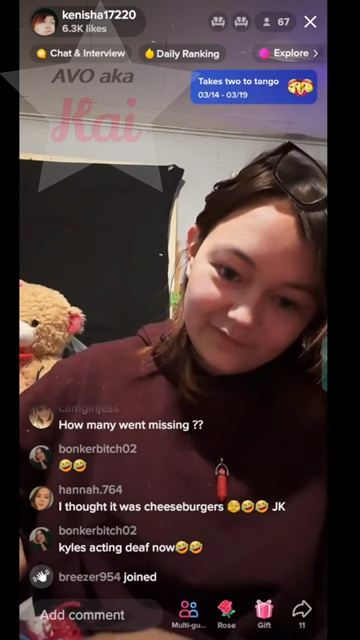 kenisha17220
6.3K likes
67
Chat & Interview
Daily Ranking
Explore >
AVO aka
Hai
Takes two to tango
03/14 - 03/19
camgirljess
How many went missing ??
bonkerbitch02
🤣🤣
hannah.764
I thought it was cheeseburgers 🤣🤣 JK
bonkerbitch02
kyles acting deaf now🤣🤣
breezer954 joined
Add comment
Multi-gu...
Rose
Gift
11